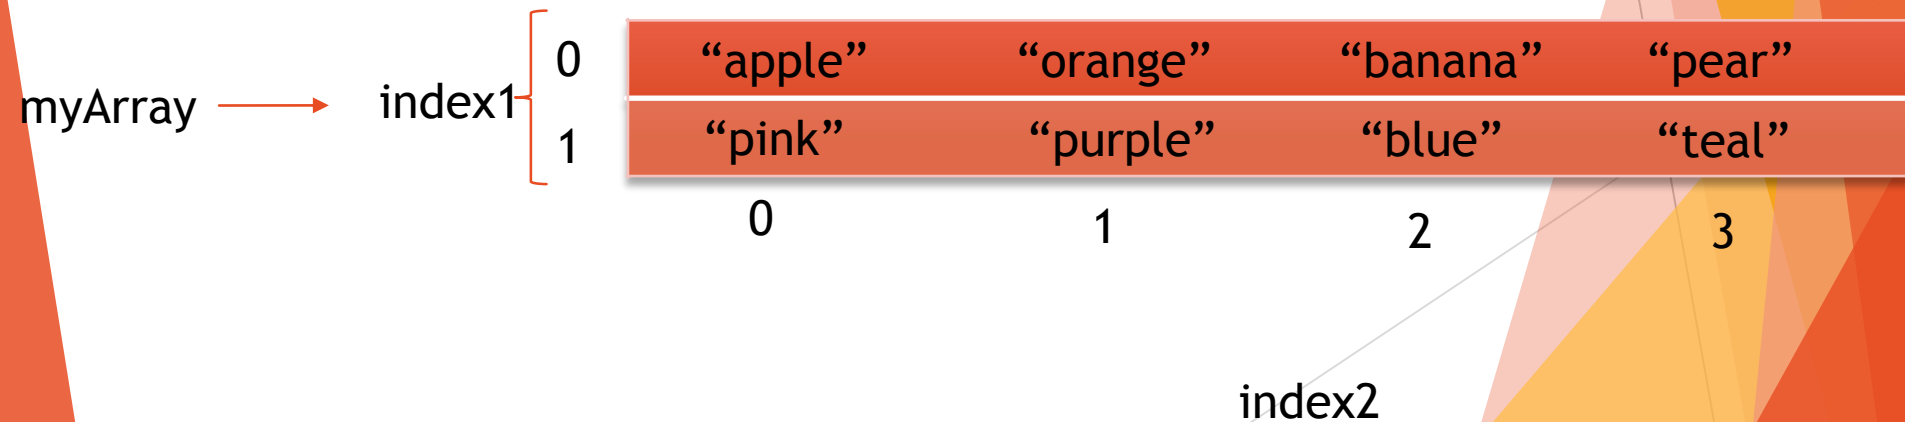 0 “apple” “orange” “banana” “pear”
myArray index1
1 “pink” “purple” “blue” “teal”
0 1 2 3
index2